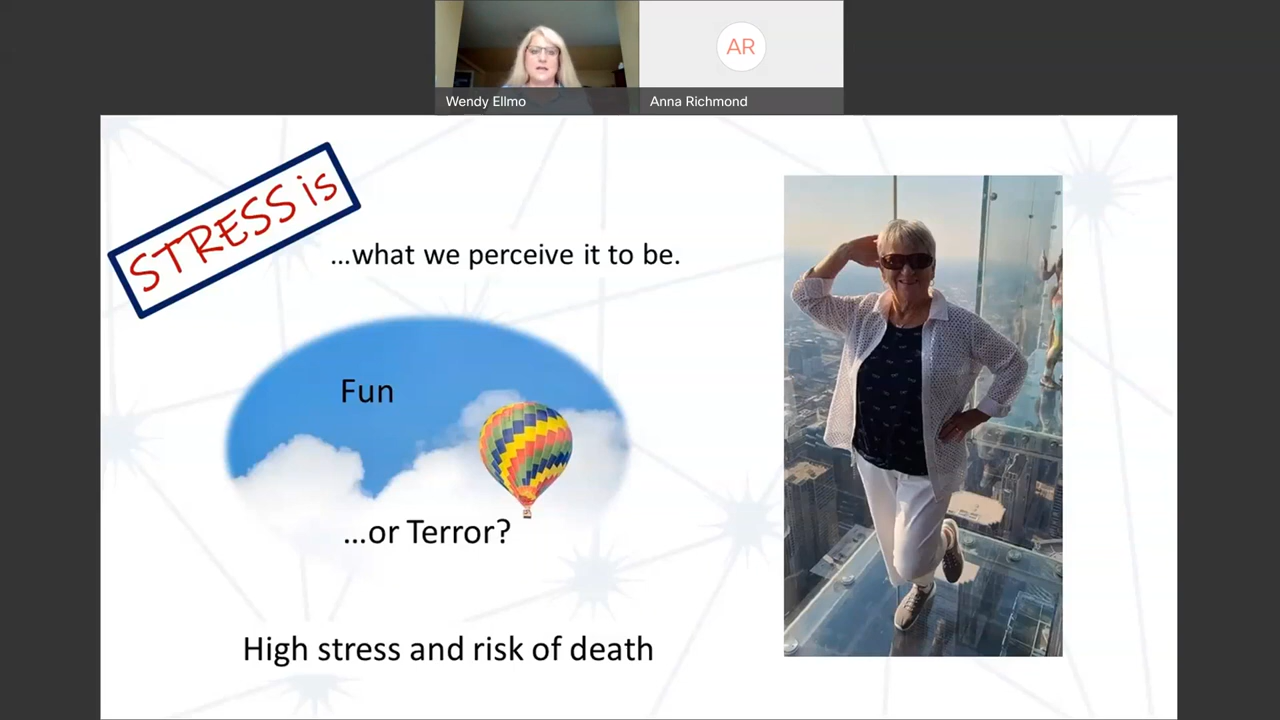 AR
Wendy Ellmo
Anna Richmond
STRESS is
...what we perceive it to be.
Fun
...or Terror?
High stress and risk of death